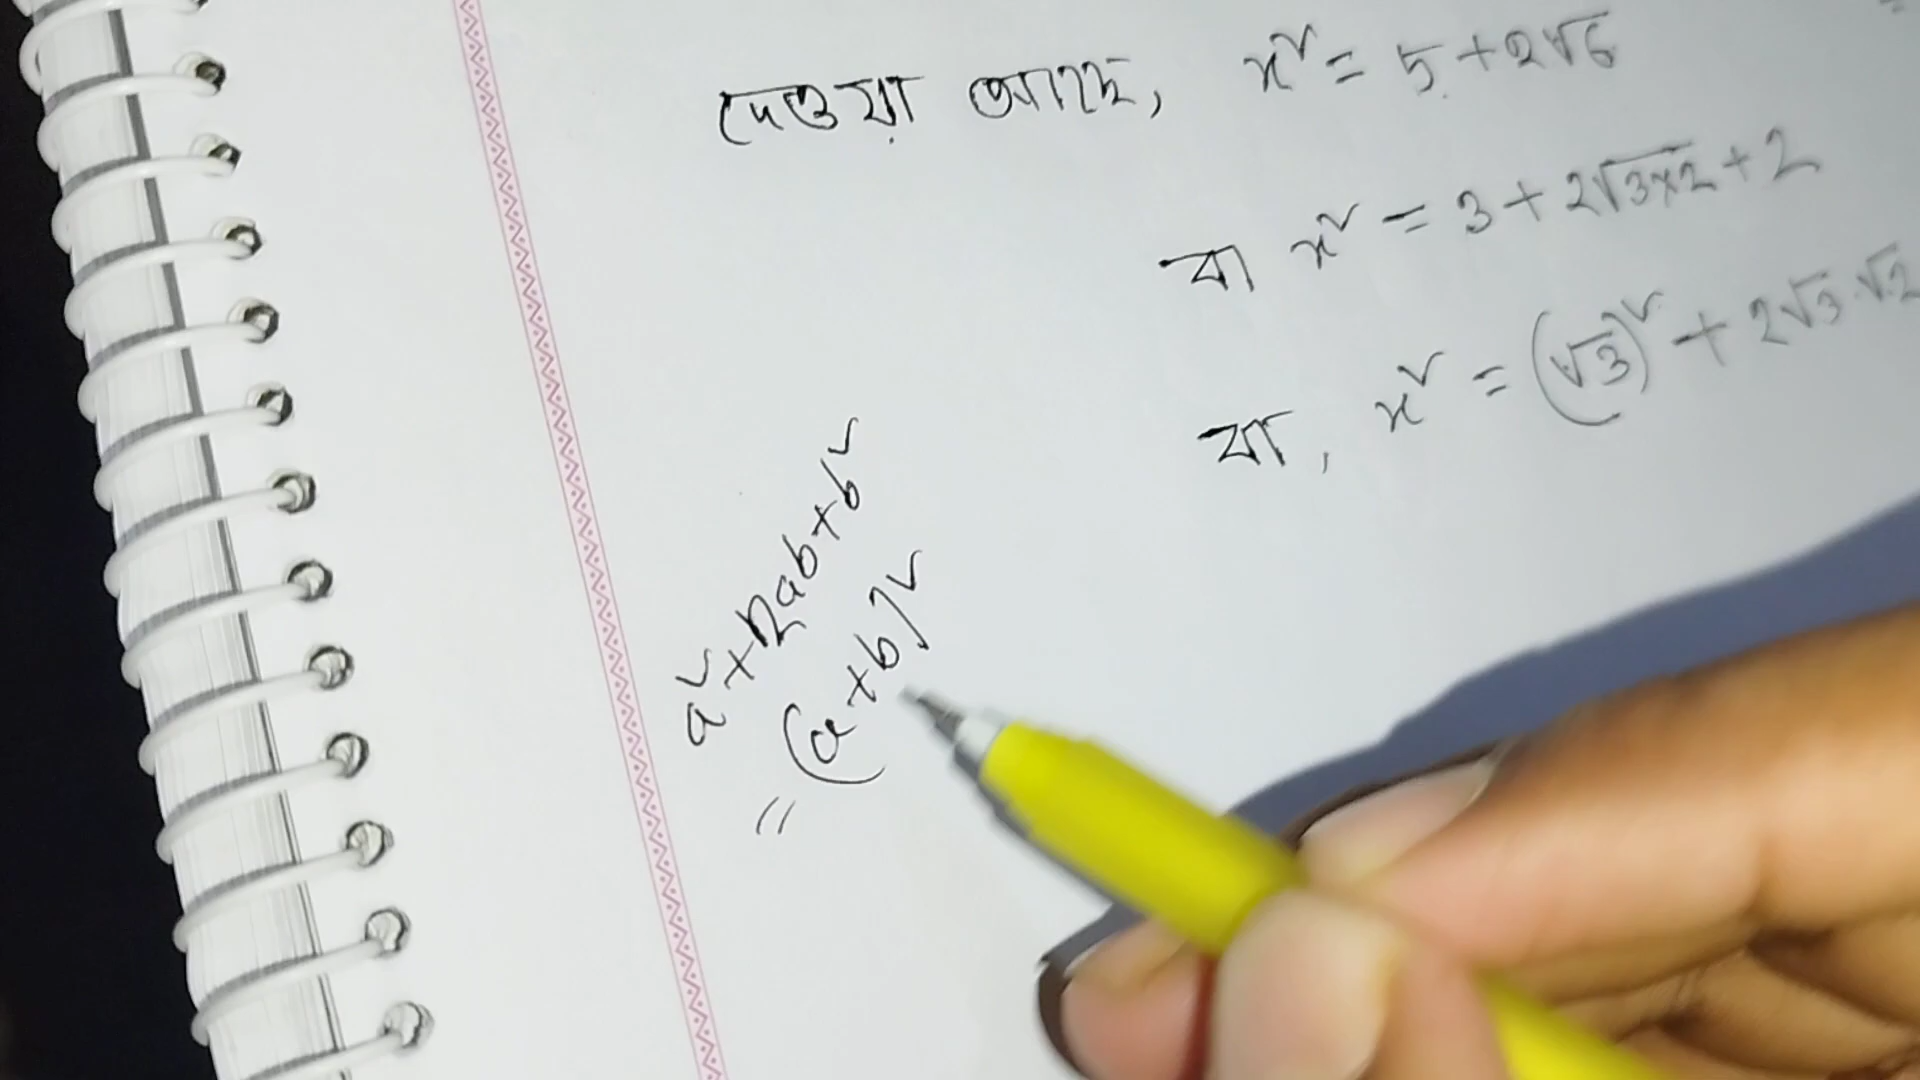 দেওয়া আছে, x² = 5 + 2√6
বা x² = 3 + 2√3×2 + 2
বা, x² = (√3)² + 2√3.√2
a² + 2ab + b²
= (a + b)²